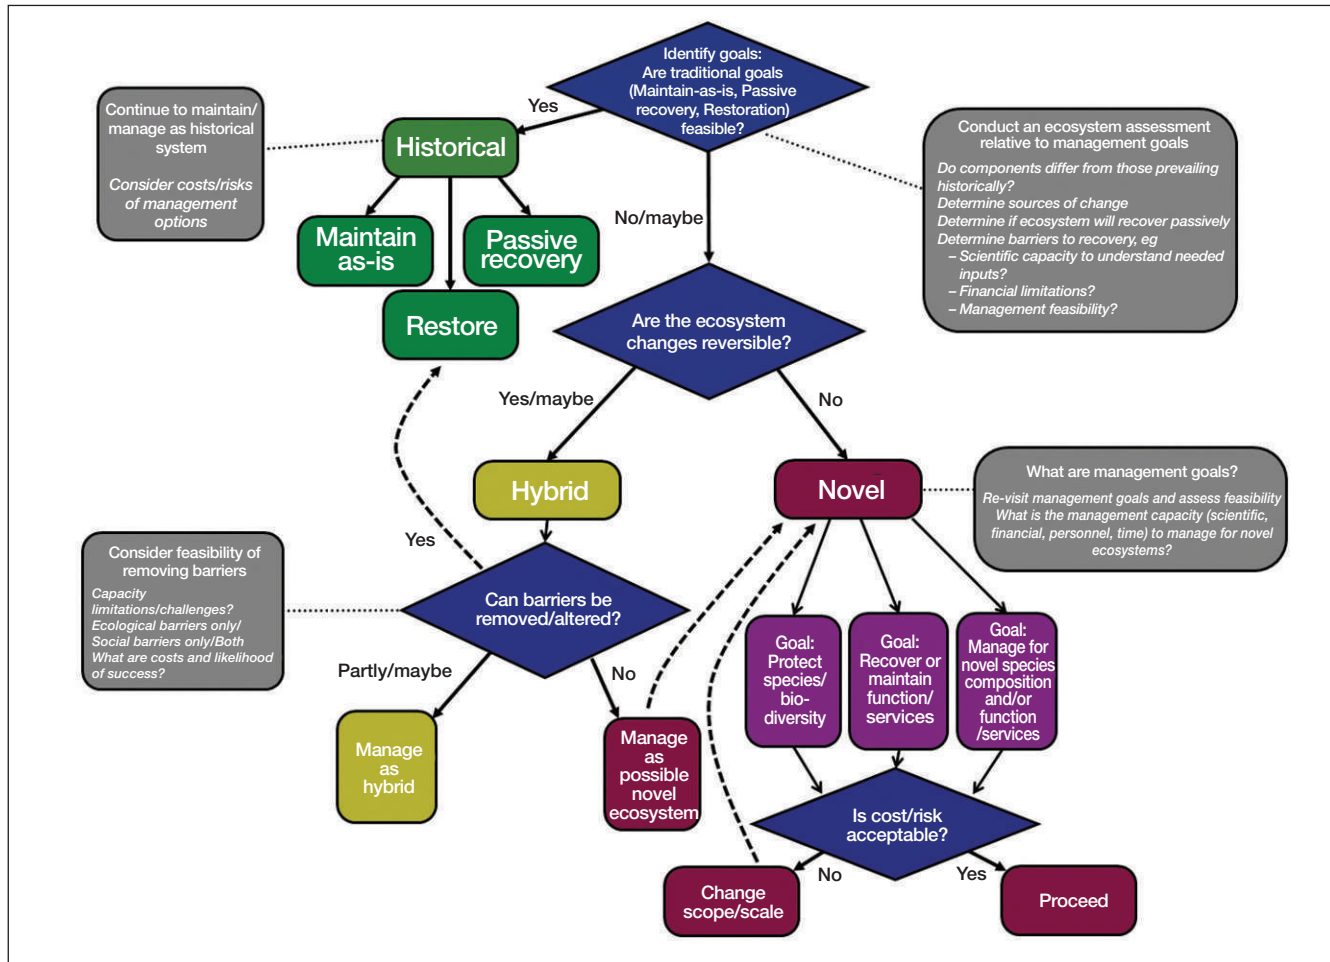 Identify goals:
Are traditional goals
(Maintain-as-is, Passive
recovery, Restoration)
feasible?
Yes
Continue to maintain/
manage as historical
system
Consider costs/risks
of management
options
Historical
Conduct an ecosystem assessment
relative to management goals
Do components differ from those prevailing
historically?
Determine sources of change
Determine if ecosystem will recover passively
Determine barriers to recovery, eg
– Scientific capacity to understand needed
inputs?
– Financial limitations?
– Management feasibility?
No/maybe
Maintain
as-is
Passive
recovery
Restore
Are the ecosystem
changes reversible?
Yes/maybe
No
Hybrid
Novel
What are management goals?
Re-visit management goals and assess feasibility
What is the management capacity (scientific,
financial, personnel, time) to manage for novel
ecosystems?
Yes
Consider feasibility of
removing barriers
Capacity
limitations/challenges?
Ecological barriers only/
Social barriers only/Both
What are costs and likelihood
of success?
Can barriers be
removed/altered?
Partly/maybe
No
Manage
as
hybrid
Manage
as
possible
novel
ecosystem
Goal:
Protect
species/
bio-
diversity
Goal:
Recover or
maintain
function/
services
Goal:
Manage for
novel species
composition
and/or
function
/services
Is cost/risk
acceptable?
No
Yes
Change
scope/scale
Proceed